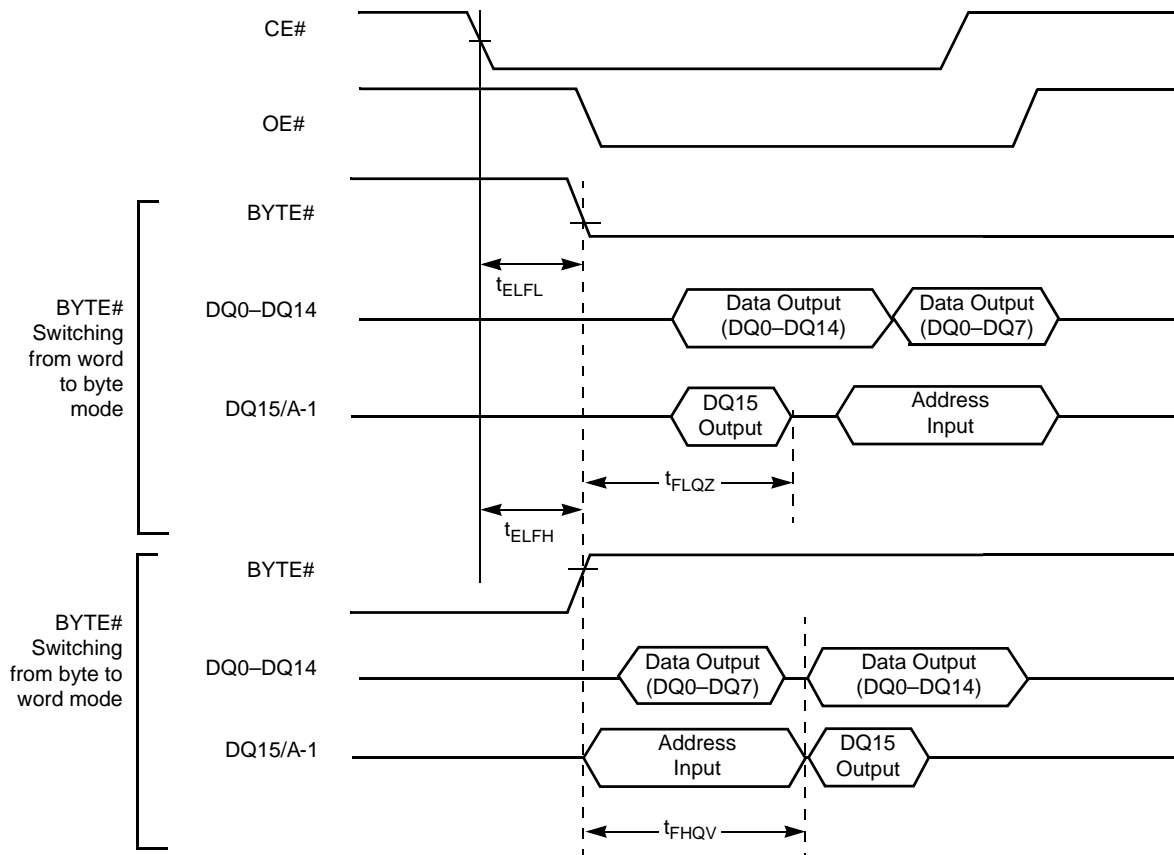 CE#
OE#
BYTE#
tELFL
BYTE#
Switching
from word
to byte
mode
DQ0–DQ14
Data Output
(DQ0–DQ14)
Data Output
(DQ0–DQ7)
DQ15/A-1
DQ15
Output
Address
Input
tFLQZ
tELFH
BYTE#
BYTE#
Switching
from byte to
word mode
DQ0–DQ14
Data Output
(DQ0–DQ7)
Data Output
(DQ0–DQ14)
DQ15/A-1
Address
Input
DQ15
Output
tFHQV